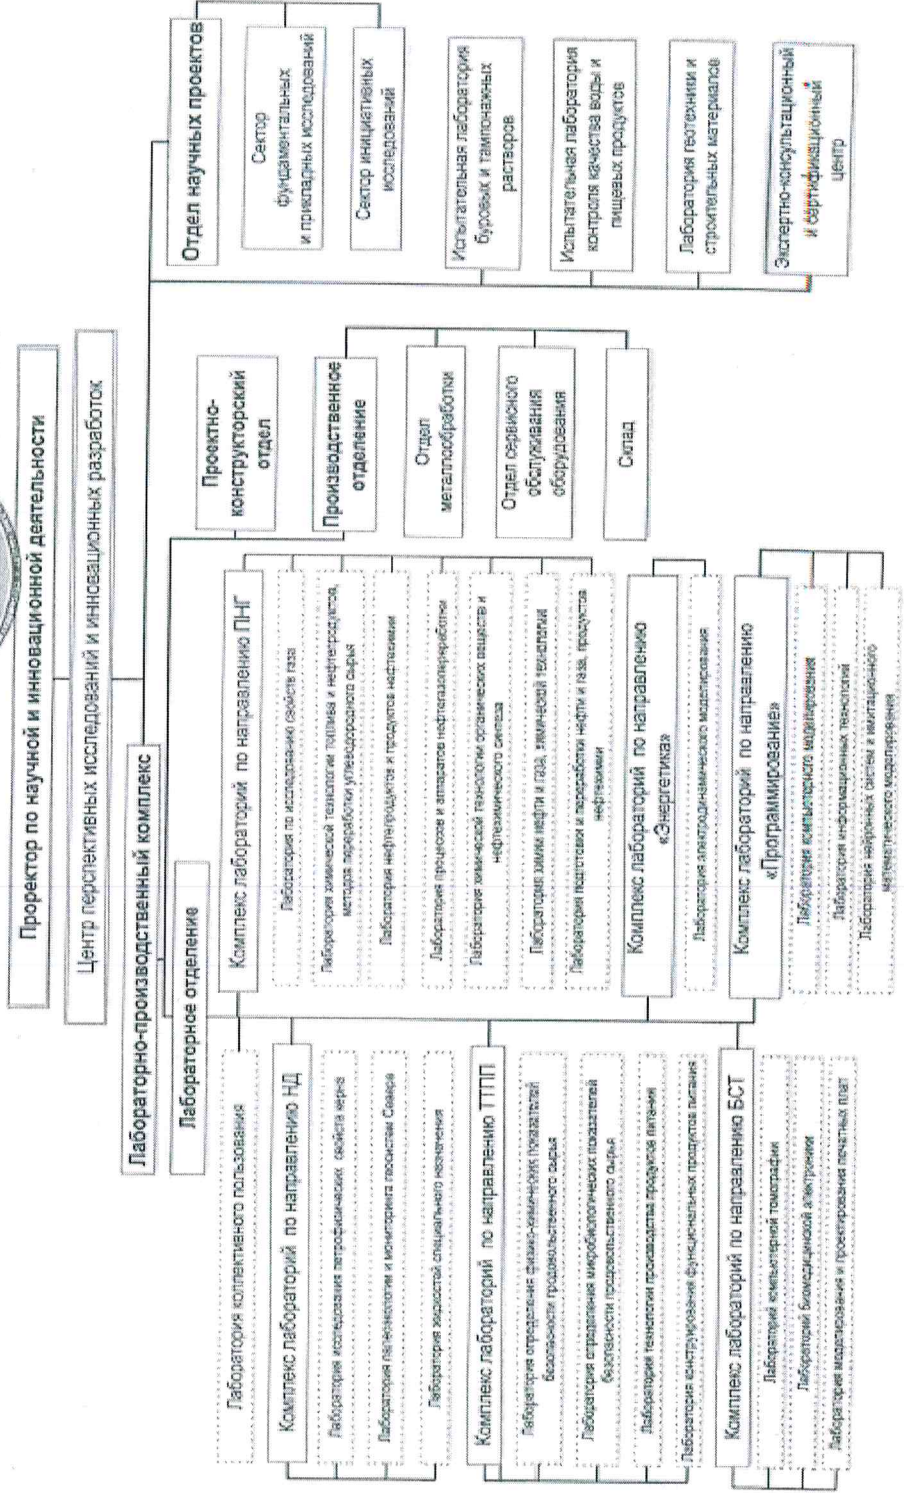 Проректор по научной и инновационной деятельности
Центр перспективных исследований и инновационных разработок
Лабораторно-производственный комплекс
Лабораторное отделение
Лаборатория коллективного пользования
Комплекс лабораторий по направлению НД
Лаборатория исследования петрофизических свойств керна
Лаборатория палеоэкологии и мониторинга геосистем Севера
Лаборатория жидкостей специального назначения
Комплекс лабораторий по направлению ТТПП
Лаборатория определения физико-химических показателей
безопасности продовольственного сырья
Лаборатория определения микробиологических показателей
безопасности продовольственного сырья
Лаборатория технологии производства продуктов питания
Лаборатория конструирования функциональных продуктов питания
Комплекс лабораторий по направлению БСТ
Лаборатория компьютерной томографии
Лабораторий биомедицинской электроники
Лаборатория моделирования и проектирования печатных плат
Комплекс лабораторий по направлению ПНГ
Лаборатория по исследованию свойств газа
Лаборатория химической технологии топлива и нефтепродуктов,
методов переработки углеводородного сырья
Лаборатория нефтепродуктов и продуктов нефтехимии
Лаборатория процессов и аппаратов нефтегазопереработки
Лаборатория химической технологии органических веществ и
нефтехимического синтеза
Лаборатория химии нефти и газа, химической технологии
Лаборатория подготовки и переработки нефти и газа, продуктов
нефтехимии
Комплекс лабораторий по направлению
«Энергетика»
Лаборатория электродинамического моделирования
Комплекс лабораторий по направлению
«Программирование»
Лаборатория компьютерного моделирования
Лаборатория информационных технологий
Лаборатория нейронных систем и имитационного
математического моделирования
Проектно-
конструкторский
отдел
Производственное
отделение
Отдел
металлообработки
Отдел сервисного
обслуживания
оборудования
Склад
Отдел научных проектов
Сектор
фундаментальных
и прикладных исследований
Сектор инициативных
исследований
Испытательная лаборатория
буровых и тампонажных
растворов
Испытательная лаборатория
контроля качества воды и
пищевых продуктов
Лаборатория геотехники и
строительных материалов
Экспертно-консультационный
и сертификационный
центр